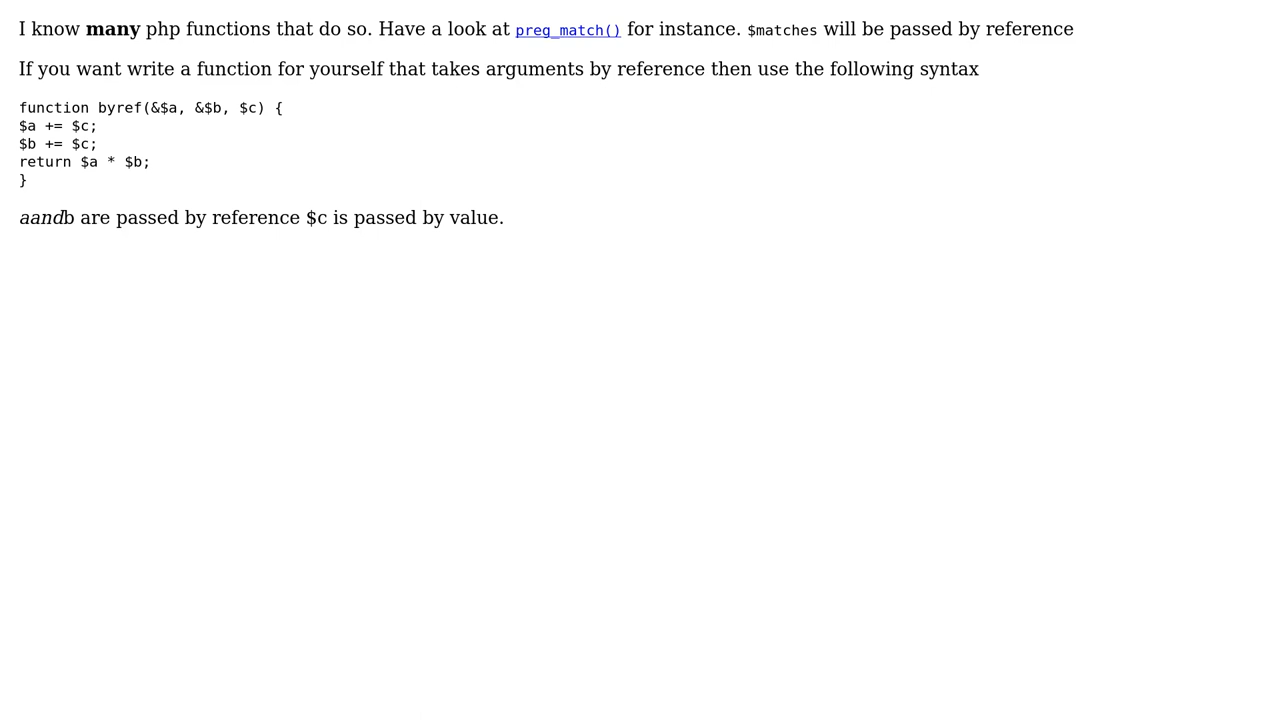 I know many php functions that do so. Have a look at preg_match() for instance. $matches will be passed by reference
If you want write a function for yourself that takes arguments by reference then use the following syntax
function byref(&$a, &$b, $c) {
$a += $c;
$b += $c;
return $a * $b;
}
aandb are passed by reference $c is passed by value.